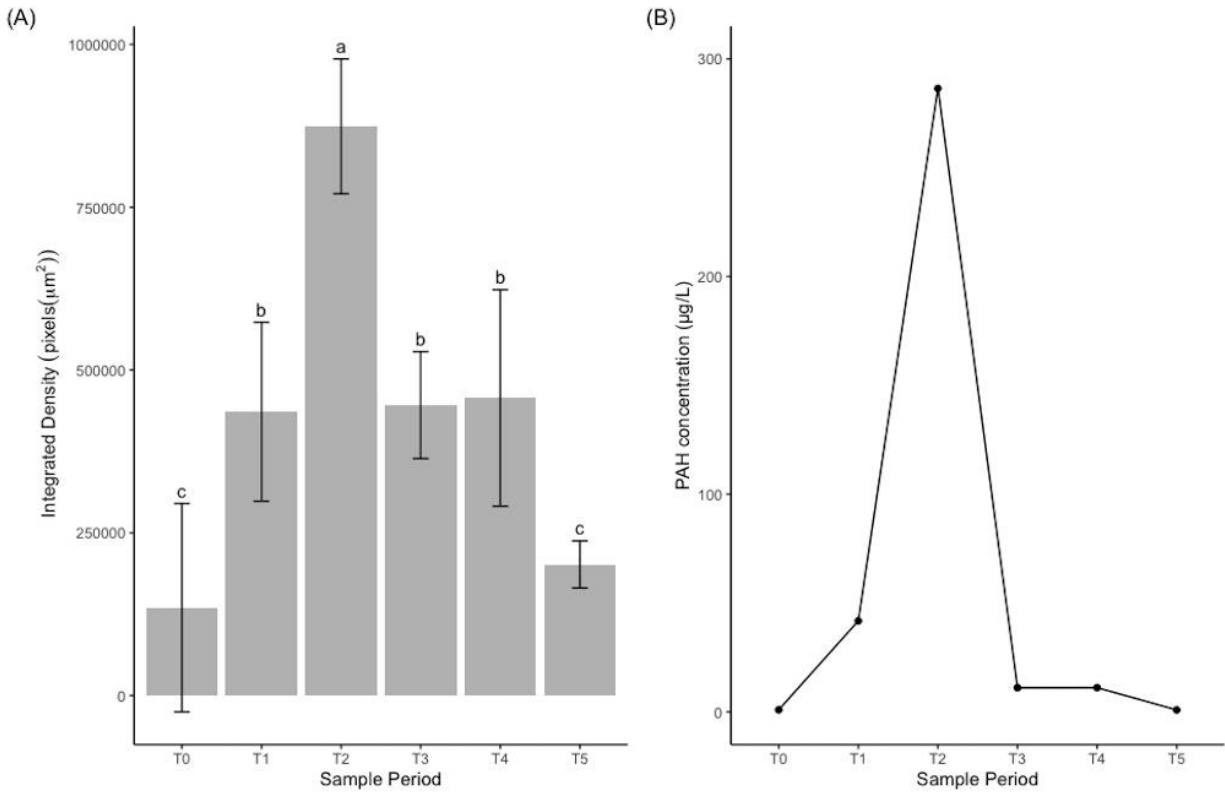 (A)
Integrated Density (pixels(μm²))
1000000
750000
500000
250000
0
c
b
a
b
b
c
T0
T1
T2
T3
T4
T5
Sample Period
(B)
PAH concentration (μg/L)
300
200
100
0
T0
T1
T2
T3
T4
T5
Sample Period